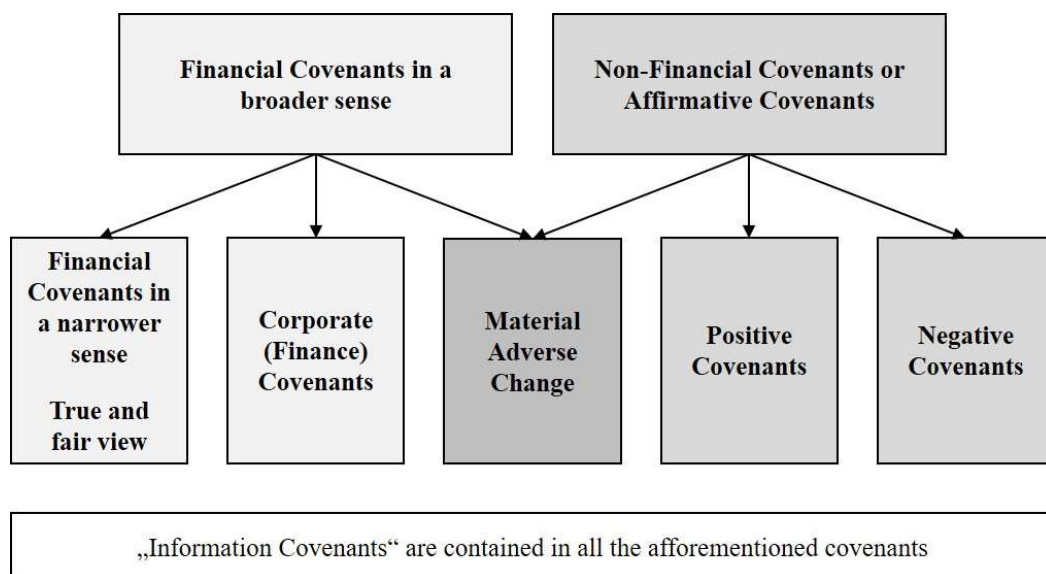 Financial Covenants in a
broader sense
Non-Financial Covenants or
Affirmative Covenants
Financial
Covenants in
a narrower
sense
True and
fair view
Corporate
(Finance)
Covenants
Material
Adverse
Change
Positive
Covenants
Negative
Covenants
„Information Covenants“ are contained in all the aforementioned covenants